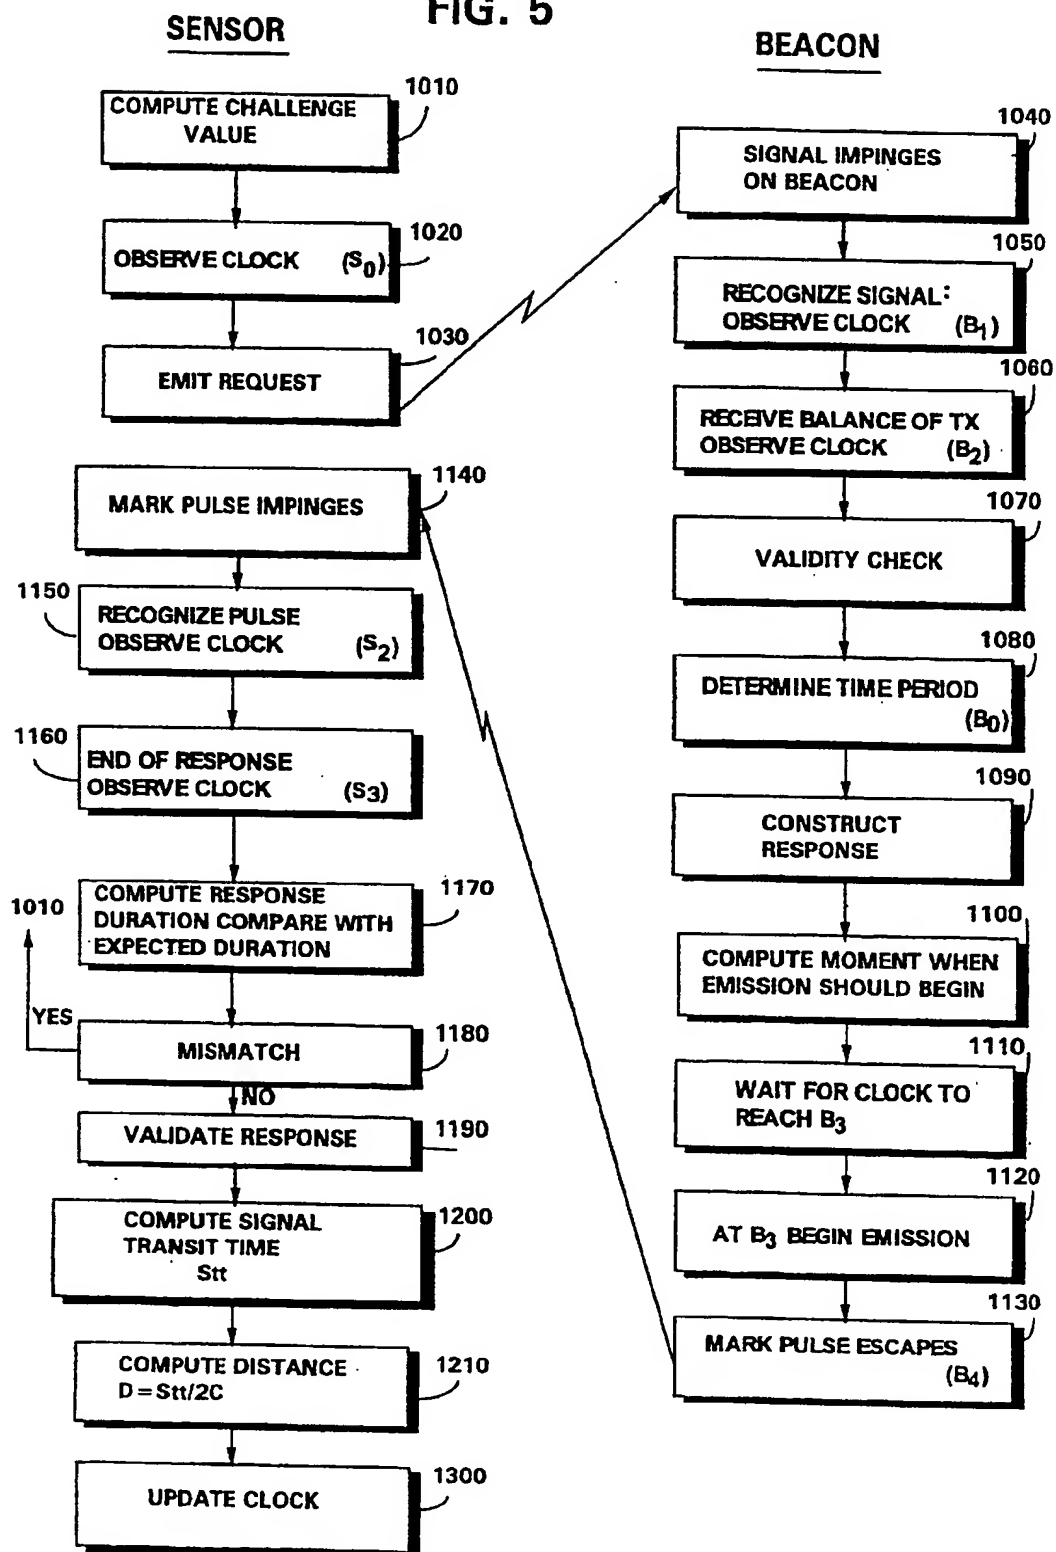 FIG. 5
SENSOR
1010
COMPUTE CHALLENGE
VALUE
1020
OBSERVE CLOCK (S0)
1030
EMIT REQUEST
1140
MARK PULSE IMPINGES
1150
RECOGNIZE PULSE
OBSERVE CLOCK (S2)
1160
END OF RESPONSE
OBSERVE CLOCK (S3)
1170
COMPUTE RESPONSE
DURATION COMPARE WITH
EXPECTED DURATION
1010
YES
1180
MISMATCH
NO
1190
VALIDATE RESPONSE
1200
COMPUTE SIGNAL
TRANSIT TIME
Stt
1210
COMPUTE DISTANCE
D = Stt/2C
1300
UPDATE CLOCK
BEACON
1040
SIGNAL IMPINGES
ON BEACON
1050
RECOGNIZE SIGNAL:
OBSERVE CLOCK (B1)
1060
RECEIVE BALANCE OF TX
OBSERVE CLOCK (B2)
1070
VALIDITY CHECK
1080
DETERMINE TIME PERIOD
(B0)
1090
CONSTRUCT
RESPONSE
1100
COMPUTE MOMENT WHEN
EMISSION SHOULD BEGIN
1110
WAIT FOR CLOCK TO
REACH B3
1120
AT B3 BEGIN EMISSION
1130
MARK PULSE ESCAPES
(B4)